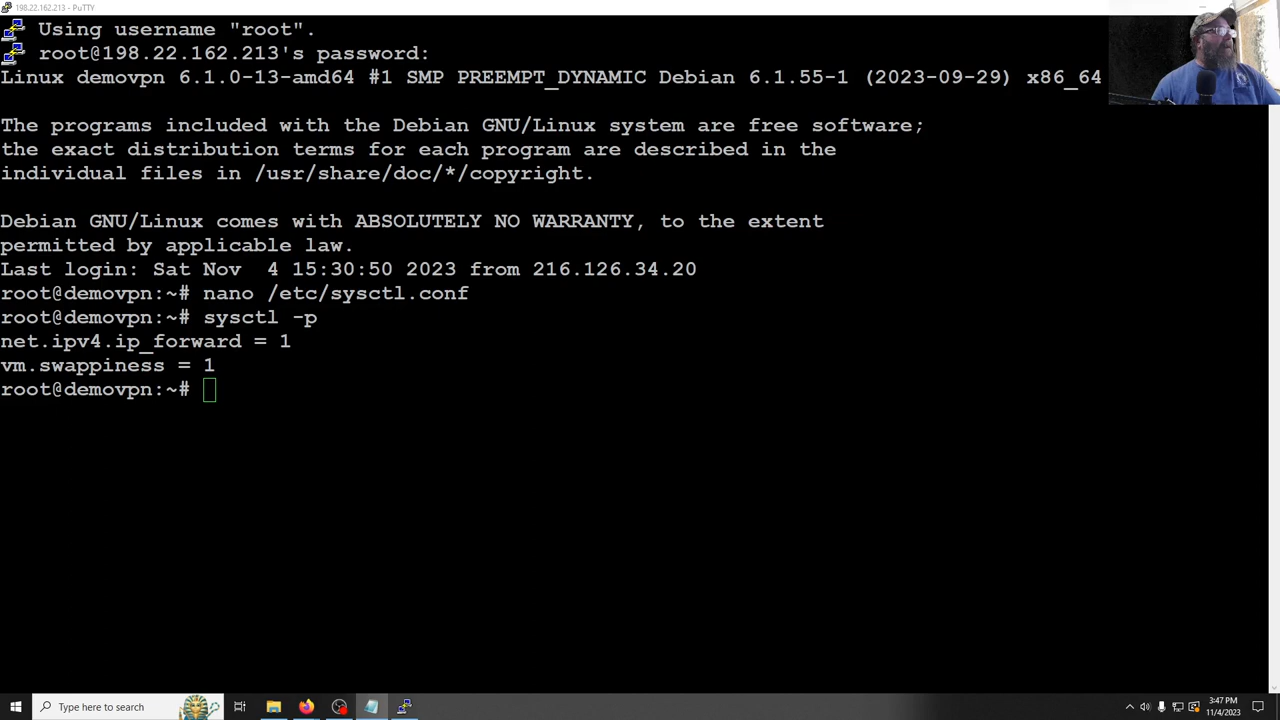 198.22.162.213 - PuTTY
Using username "root".
root@198.22.162.213's password:
Linux demovpn 6.1.0-13-amd64 #1 SMP PREEMPT_DYNAMIC Debian 6.1.55-1 (2023-09-29) x86_64
The programs included with the Debian GNU/Linux system are free software;
the exact distribution terms for each program are described in the
individual files in /usr/share/doc/*/copyright.
Debian GNU/Linux comes with ABSOLUTELY NO WARRANTY, to the extent
permitted by applicable law.
Last login: Sat Nov  4 15:30:50 2023 from 216.126.34.20
root@demovpn:~# nano /etc/sysctl.conf
root@demovpn:~# sysctl -p
net.ipv4.ip_forward = 1
vm.swappiness = 1
root@demovpn:~#
Type here to search
3:47 PM
11/4/2023